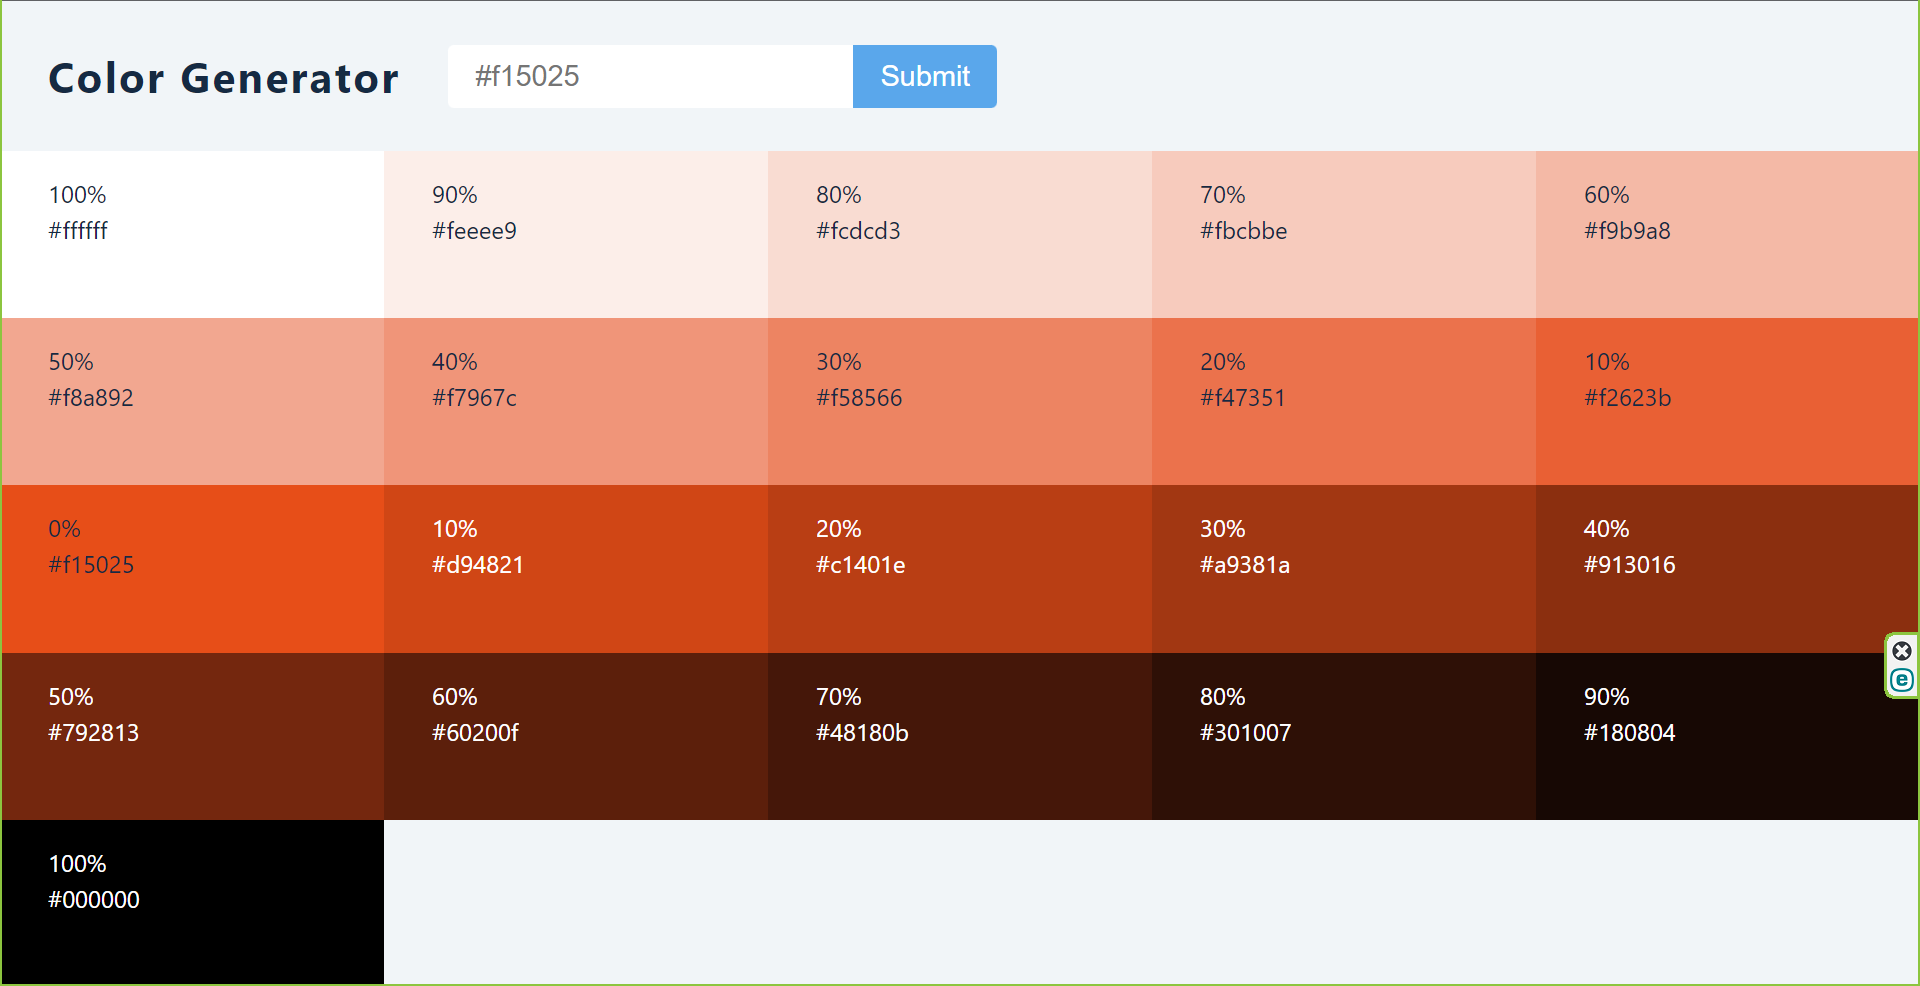 Color Generator
#f15025
Submit
100%
#ffffff
90%
#feeee9
80%
#fcdcd3
70%
#fbcbbe
60%
#f9b9a8
50%
#f8a892
40%
#f7967c
30%
#f58566
20%
#f47351
10%
#f2623b
0%
#f15025
10%
#d94821
20%
#c1401e
30%
#a9381a
40%
#913016
50%
#792813
60%
#60200f
70%
#48180b
80%
#301007
90%
#180804
e
100%
#000000